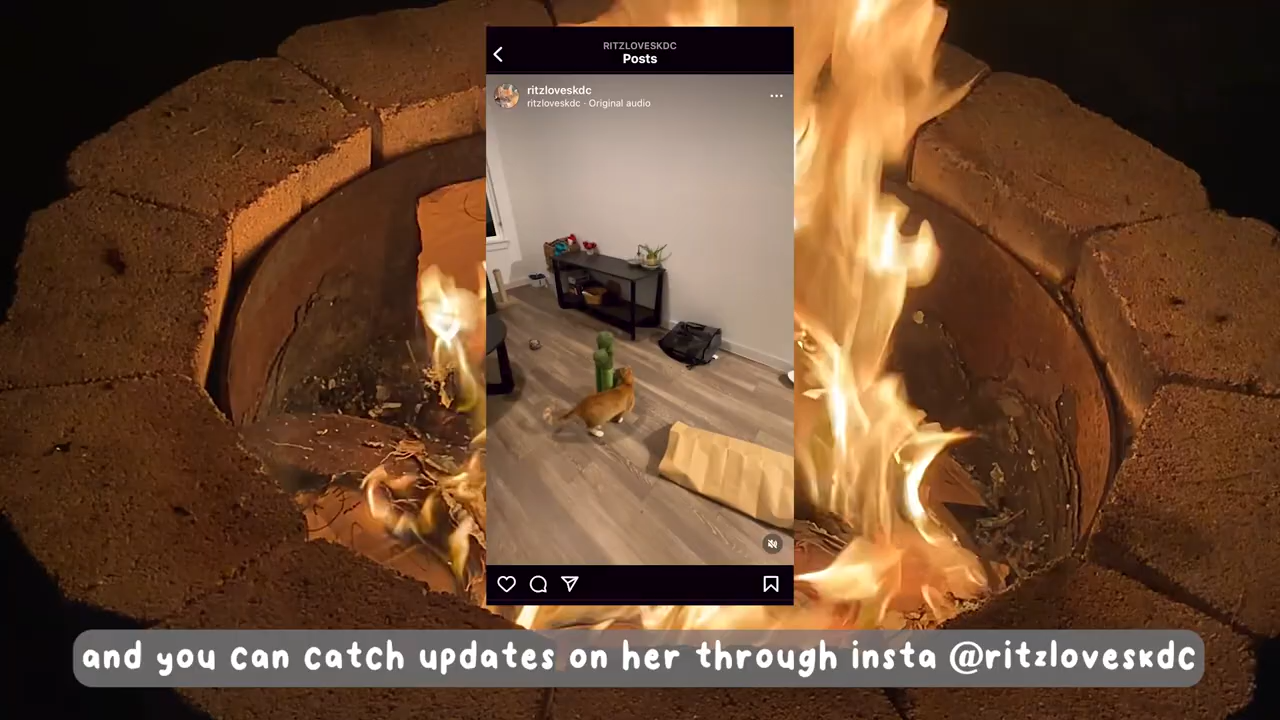 RITZLOVESKDC
Posts
ritzloveskdc
ritzloveskdc · Original audio
and you can catch updates on her through insta @ritzloveskdc